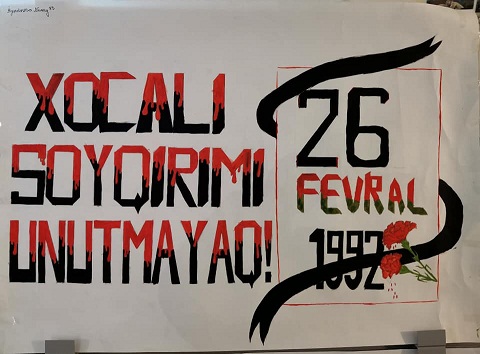 XOCALI
SOYQIRIMI
UNUTMAYAQ!
26
FEVRAL
1992